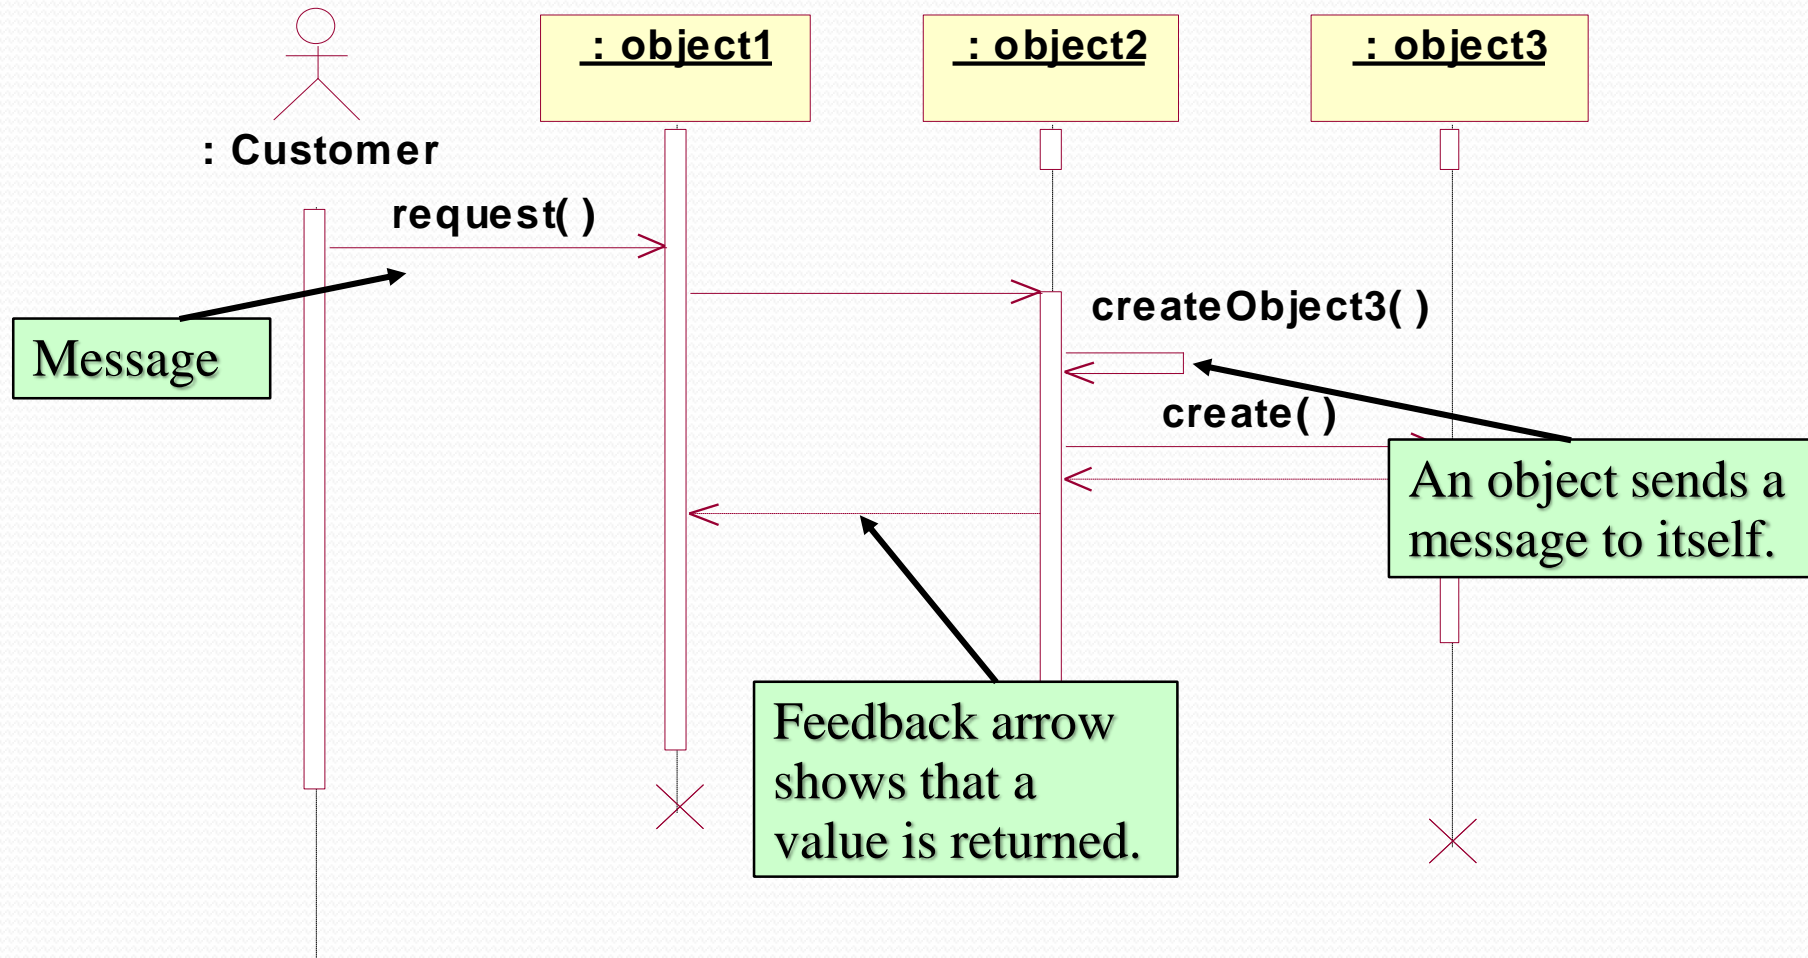 : object1
: object2
: object3
: Customer
request( )
createObject3( )
Message
create( )
An object sends a
message to itself.
Feedback arrow
shows that a
value is returned.